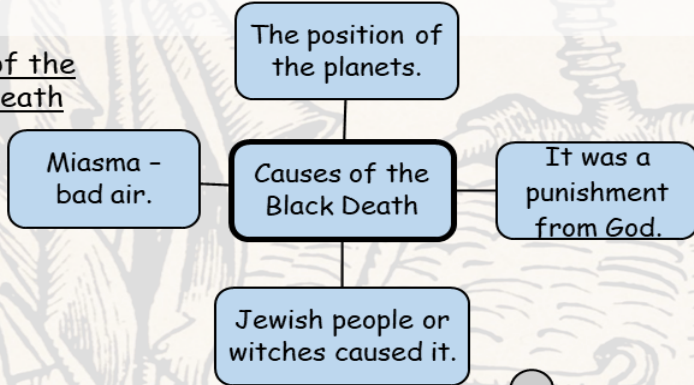 The position of
the planets.
of the
eath
Miasma –
bad air.
Causes of the
Black Death
It was a
punishment
from God.
Jewish people or
witches caused it.